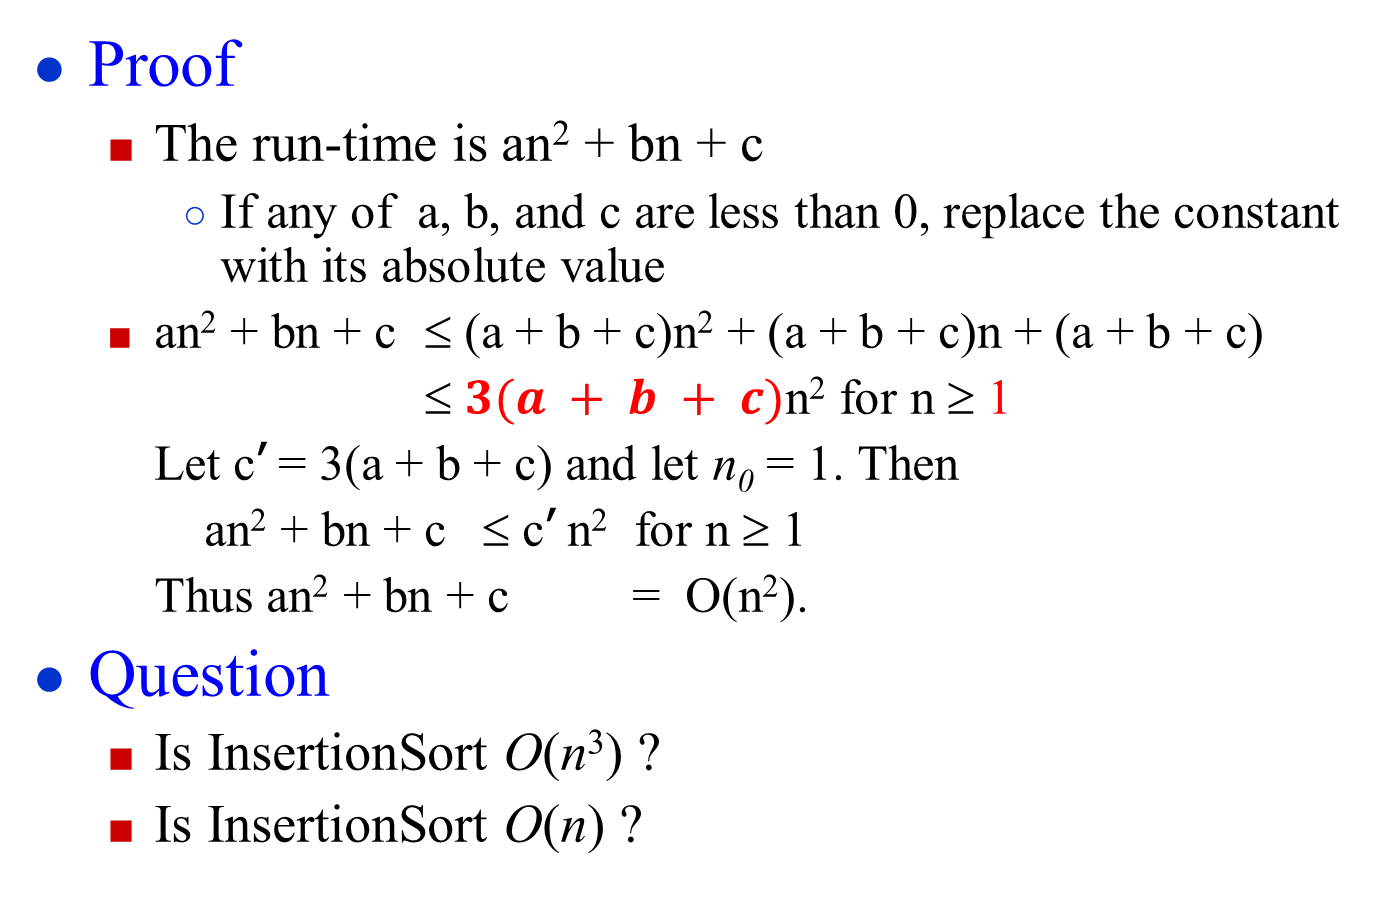 • Proof
■ The run-time is an² + bn + c
○ If any of a, b, and c are less than 0, replace the constant
with its absolute value
■ an² + bn + c ≤ (a + b + c)n² + (a + b + c)n + (a + b + c)
≤ 3(a + b + c)n² for n ≥ 1
Let c′ = 3(a + b + c) and let n₀ = 1. Then
an² + bn + c ≤ c′ n² for n ≥ 1
Thus an² + bn + c = O(n²).
• Question
■ Is InsertionSort O(n³) ?
■ Is InsertionSort O(n) ?